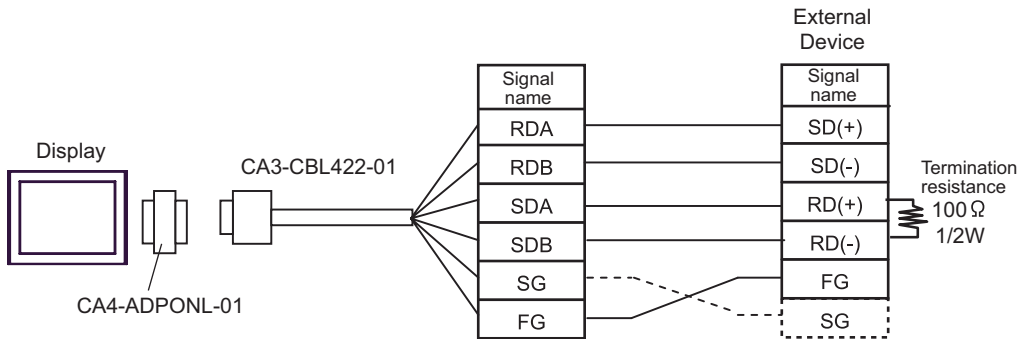 External
Device
Signal
name
Signal
name
RDA
SD(+)
Display
CA3-CBL422-01
RDB
SD(-)
Termination
resistance
100Ω
1/2W
SDA
RD(+)
SDB
RD(-)
CA4-ADPONL-01
SG
FG
FG
SG